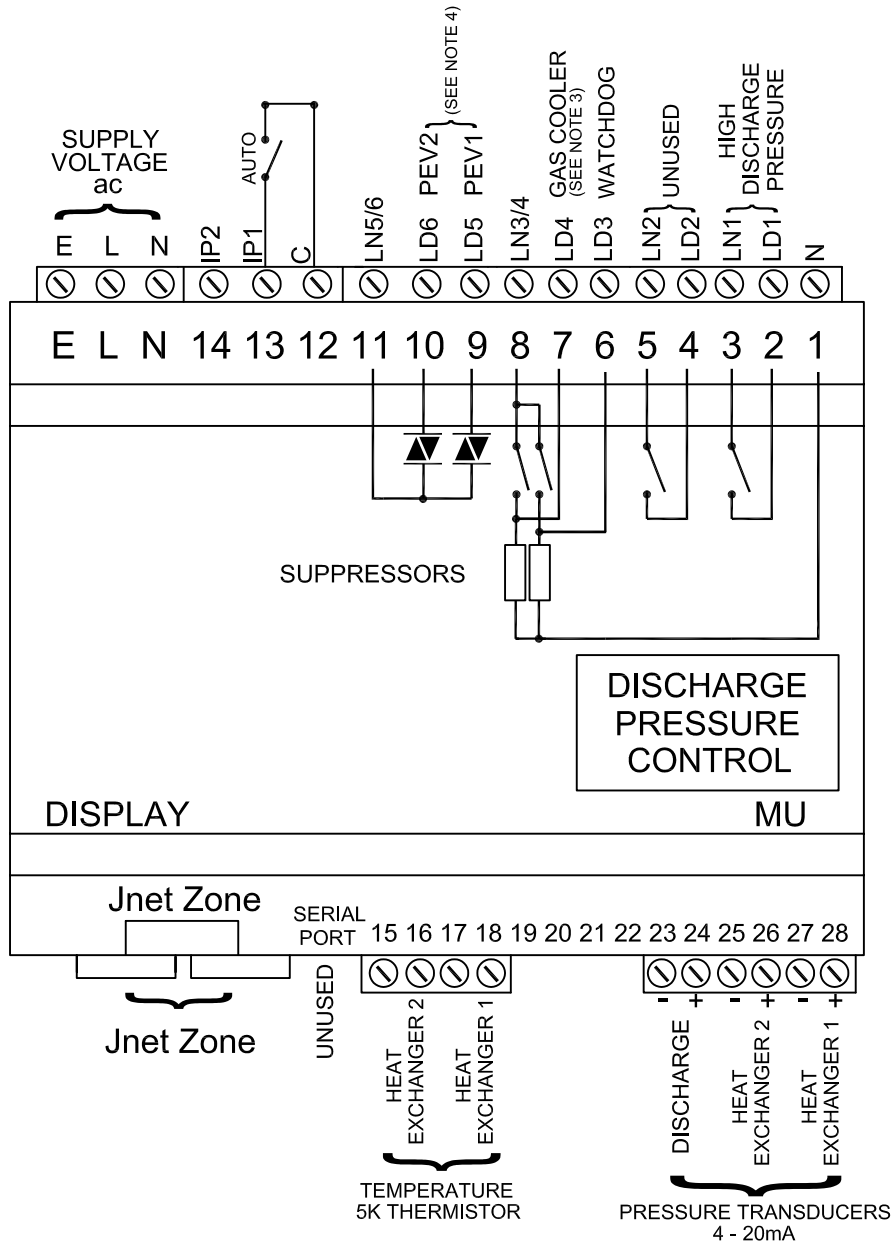 SUPPLY
VOLTAGE
ac
AUTO
(SEE NOTE 4)
PEV2
PEV1
GAS COOLER
(SEE NOTE 3)
WATCHDOG
UNUSED
HIGH
DISCHARGE
PRESSURE
E L N IP2 IP1 C LN5/6 LD6 LD5 LN3/4 LD4 LD3 LN2 LD2 LN1 LD1 N
E L N 14 13 12 11 10 9 8 7 6 5 4 3 2 1
SUPPRESSORS
DISCHARGE
PRESSURE
CONTROL
DISPLAY
MU
Jnet Zone
SERIAL
PORT
15 16 17 18 19 20 21 22 23 24 25 26 27 28
- + - + - +
Jnet Zone
UNUSED
HEAT
EXCHANGER 2
HEAT
EXCHANGER 1
DISCHARGE
HEAT
EXCHANGER 2
HEAT
EXCHANGER 1
TEMPERATURE
5K THERMISTOR
PRESSURE TRANSDUCERS
4 - 20mA